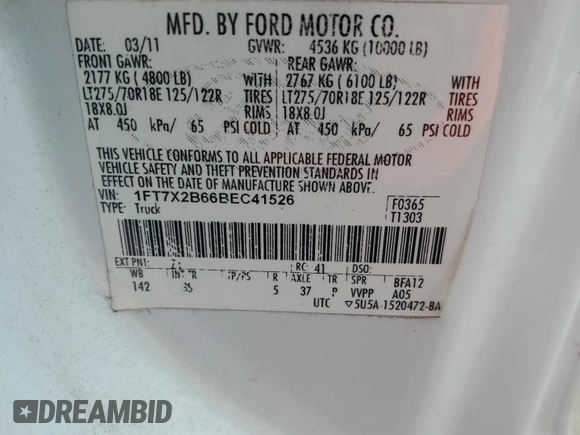 MFD. BY FORD MOTOR CO.
DATE: 03/11 GVWR: 4536 KG (10000 LB)
FRONT GAWR: REAR GAWR:
2177 KG ( 4800 LB) WITH 2767 KG ( 6100 LB) WITH
LT275/70R18E 125/122R TIRES LT275/70R18E 125/122R TIRES
18X8.0J RIMS 18X8.0J RIMS
AT 450 kPa/ 65 PSI COLD AT 450 kPa/ 65 PSI COLD
THIS VEHICLE CONFORMS TO ALL APPLICABLE FEDERAL MOTOR
VEHICLE SAFETY AND THEFT PREVENTION STANDARDS IN
EFFECT ON THE DATE OF MANUFACTURE SHOWN ABOVE.
VIN: 1FT7X2B66BEC41526 F0365
TYPE: Truck T1303
EXT PNT: RC: 41 DSO:
WB TP/PS R AXLE TR SPR BFA12
142 5 37 P VVPP A05
UTC 5U5A-1520472-BA
DREAMBID